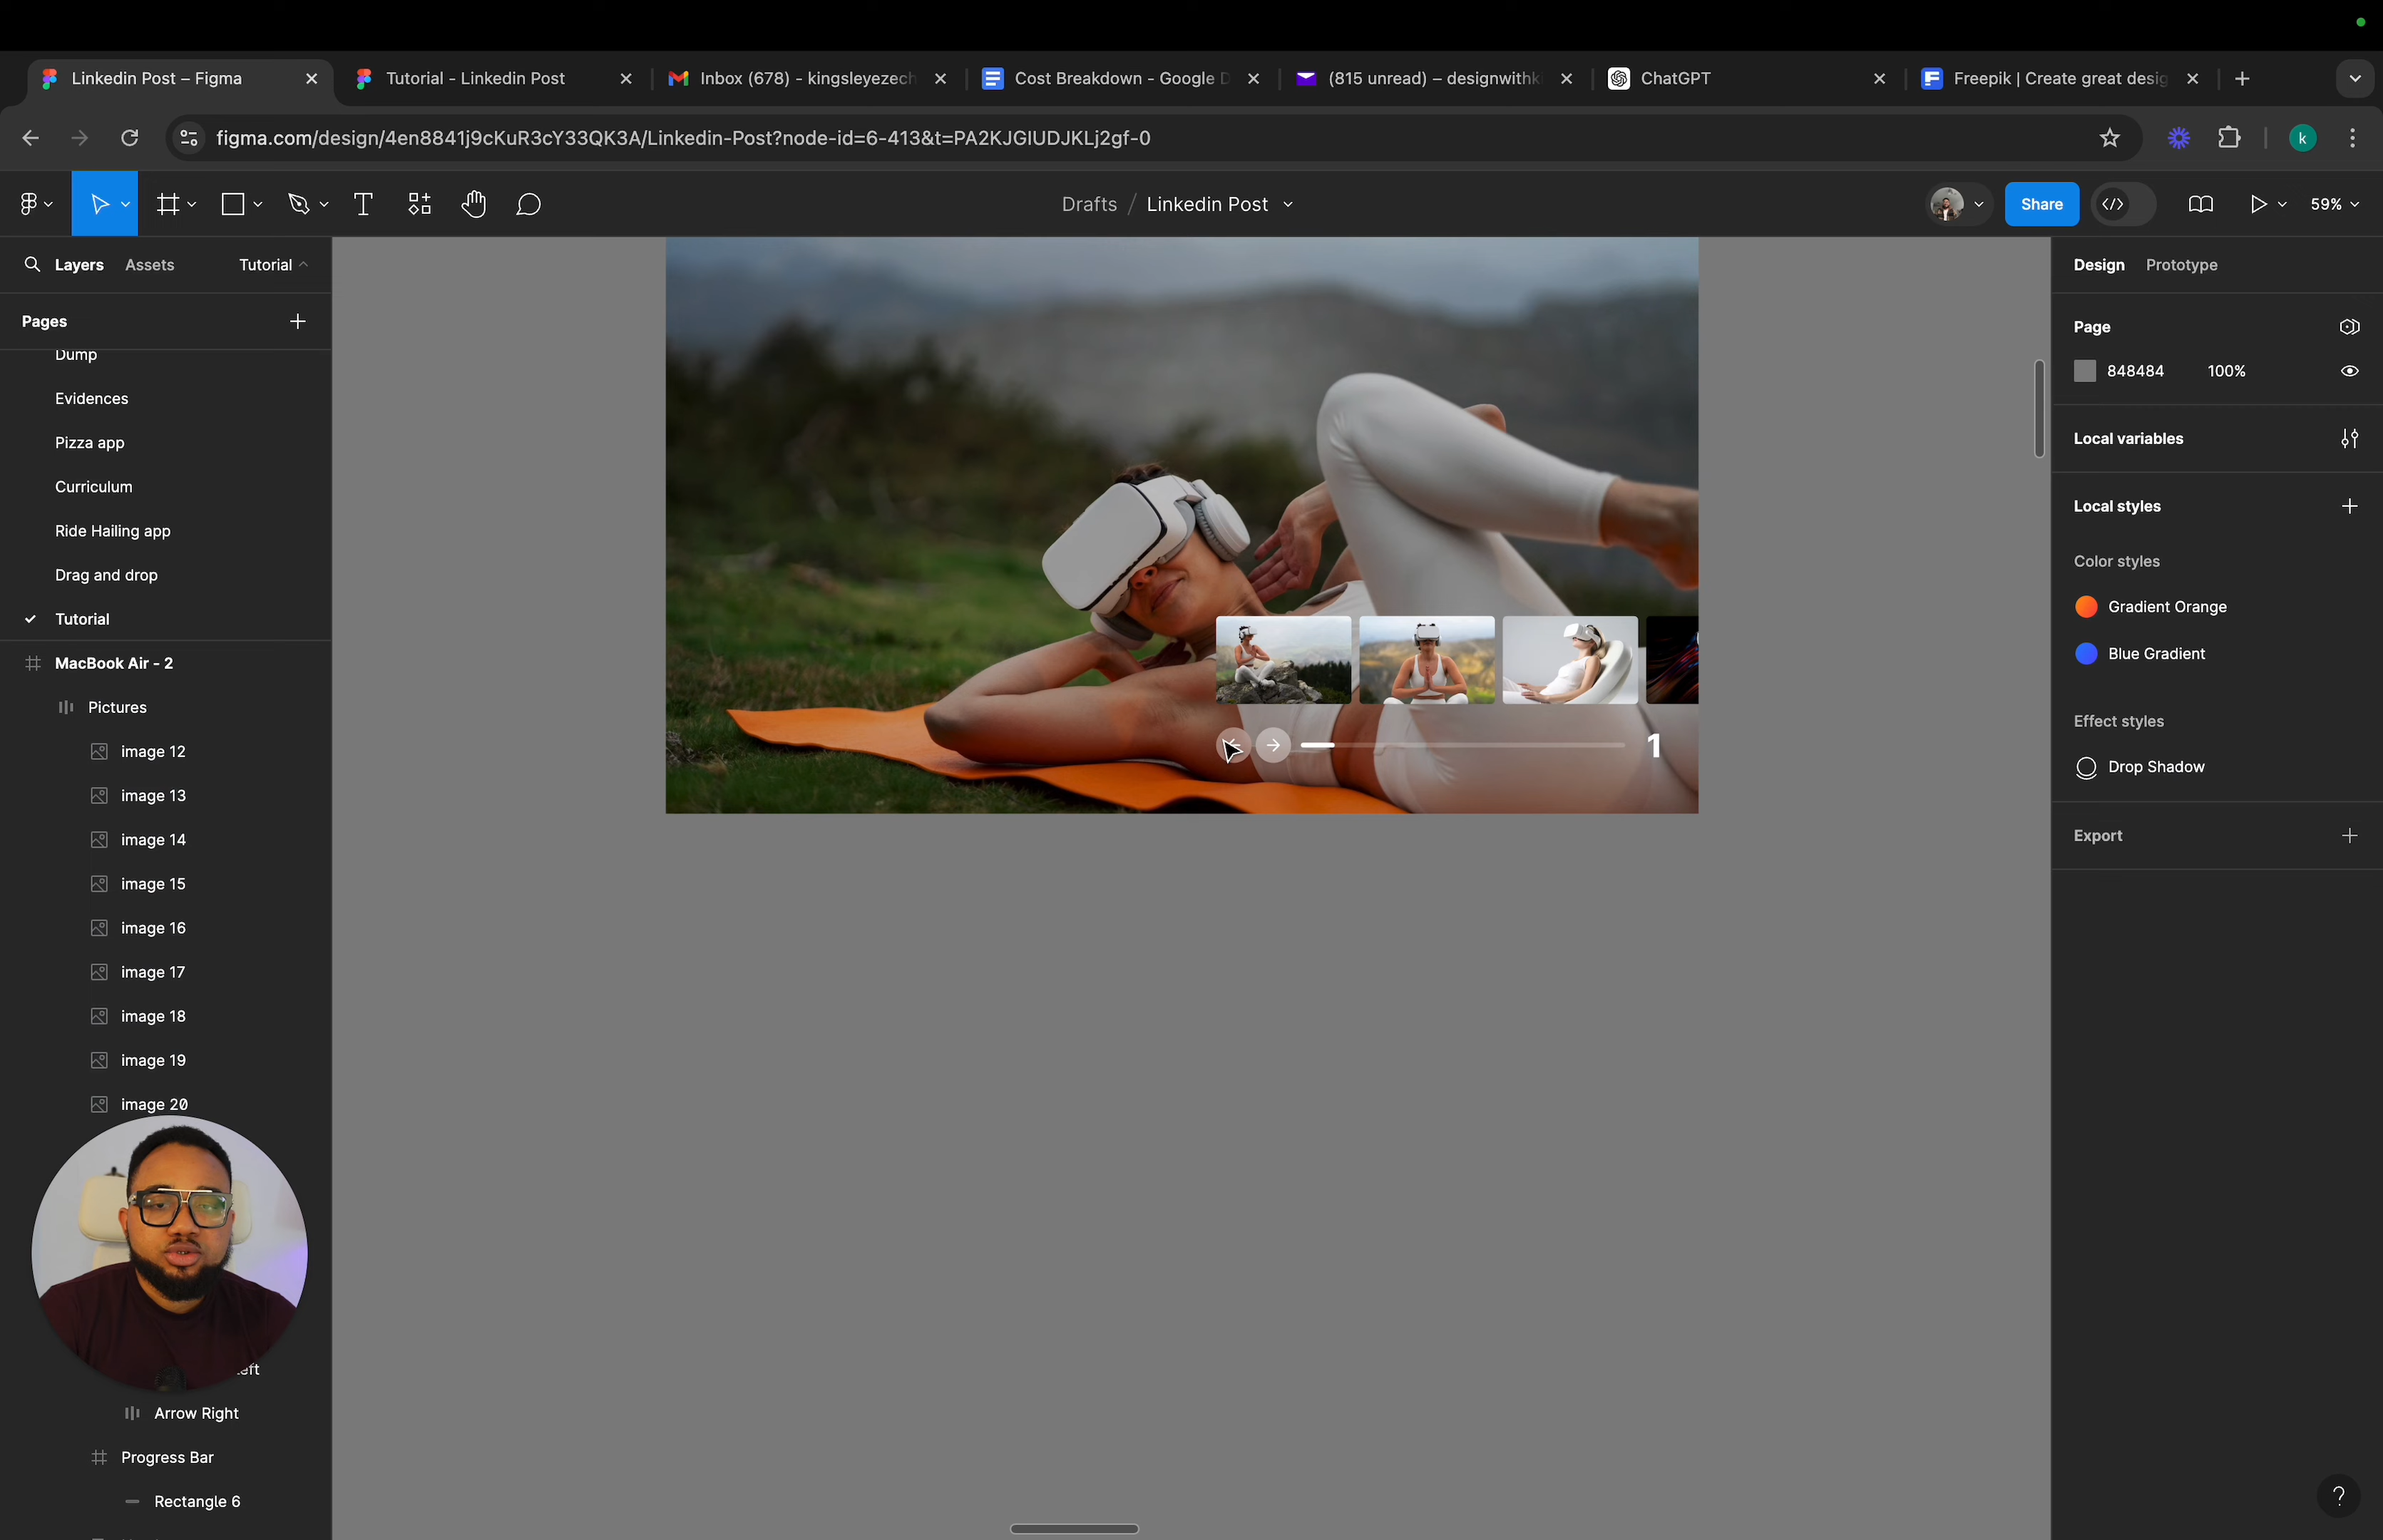 Linkedin Post – Figma
Tutorial - Linkedin Post
Inbox (678) - kingsleyezech
Cost Breakdown - Google D
(815 unread) – designwithk
ChatGPT
Freepik | Create great desig
figma.com/design/4en8841j9cKuR3cY33QK3A/Linkedin-Post?node-id=6-413&t=PA2KJGIUDJKLj2gf-0
k
Drafts / Linkedin Post
Share
59%
Layers
Assets
Tutorial
Pages
Dump
Evidences
Pizza app
Curriculum
Ride Hailing app
Drag and drop
Tutorial
MacBook Air - 2
Pictures
image 12
image 13
image 14
image 15
image 16
image 17
image 18
image 19
image 20
Arrow Right
Progress Bar
Rectangle 6
1
Design
Prototype
Page
848484 100%
Local variables
Local styles
Color styles
Gradient Orange
Blue Gradient
Effect styles
Drop Shadow
Export
?